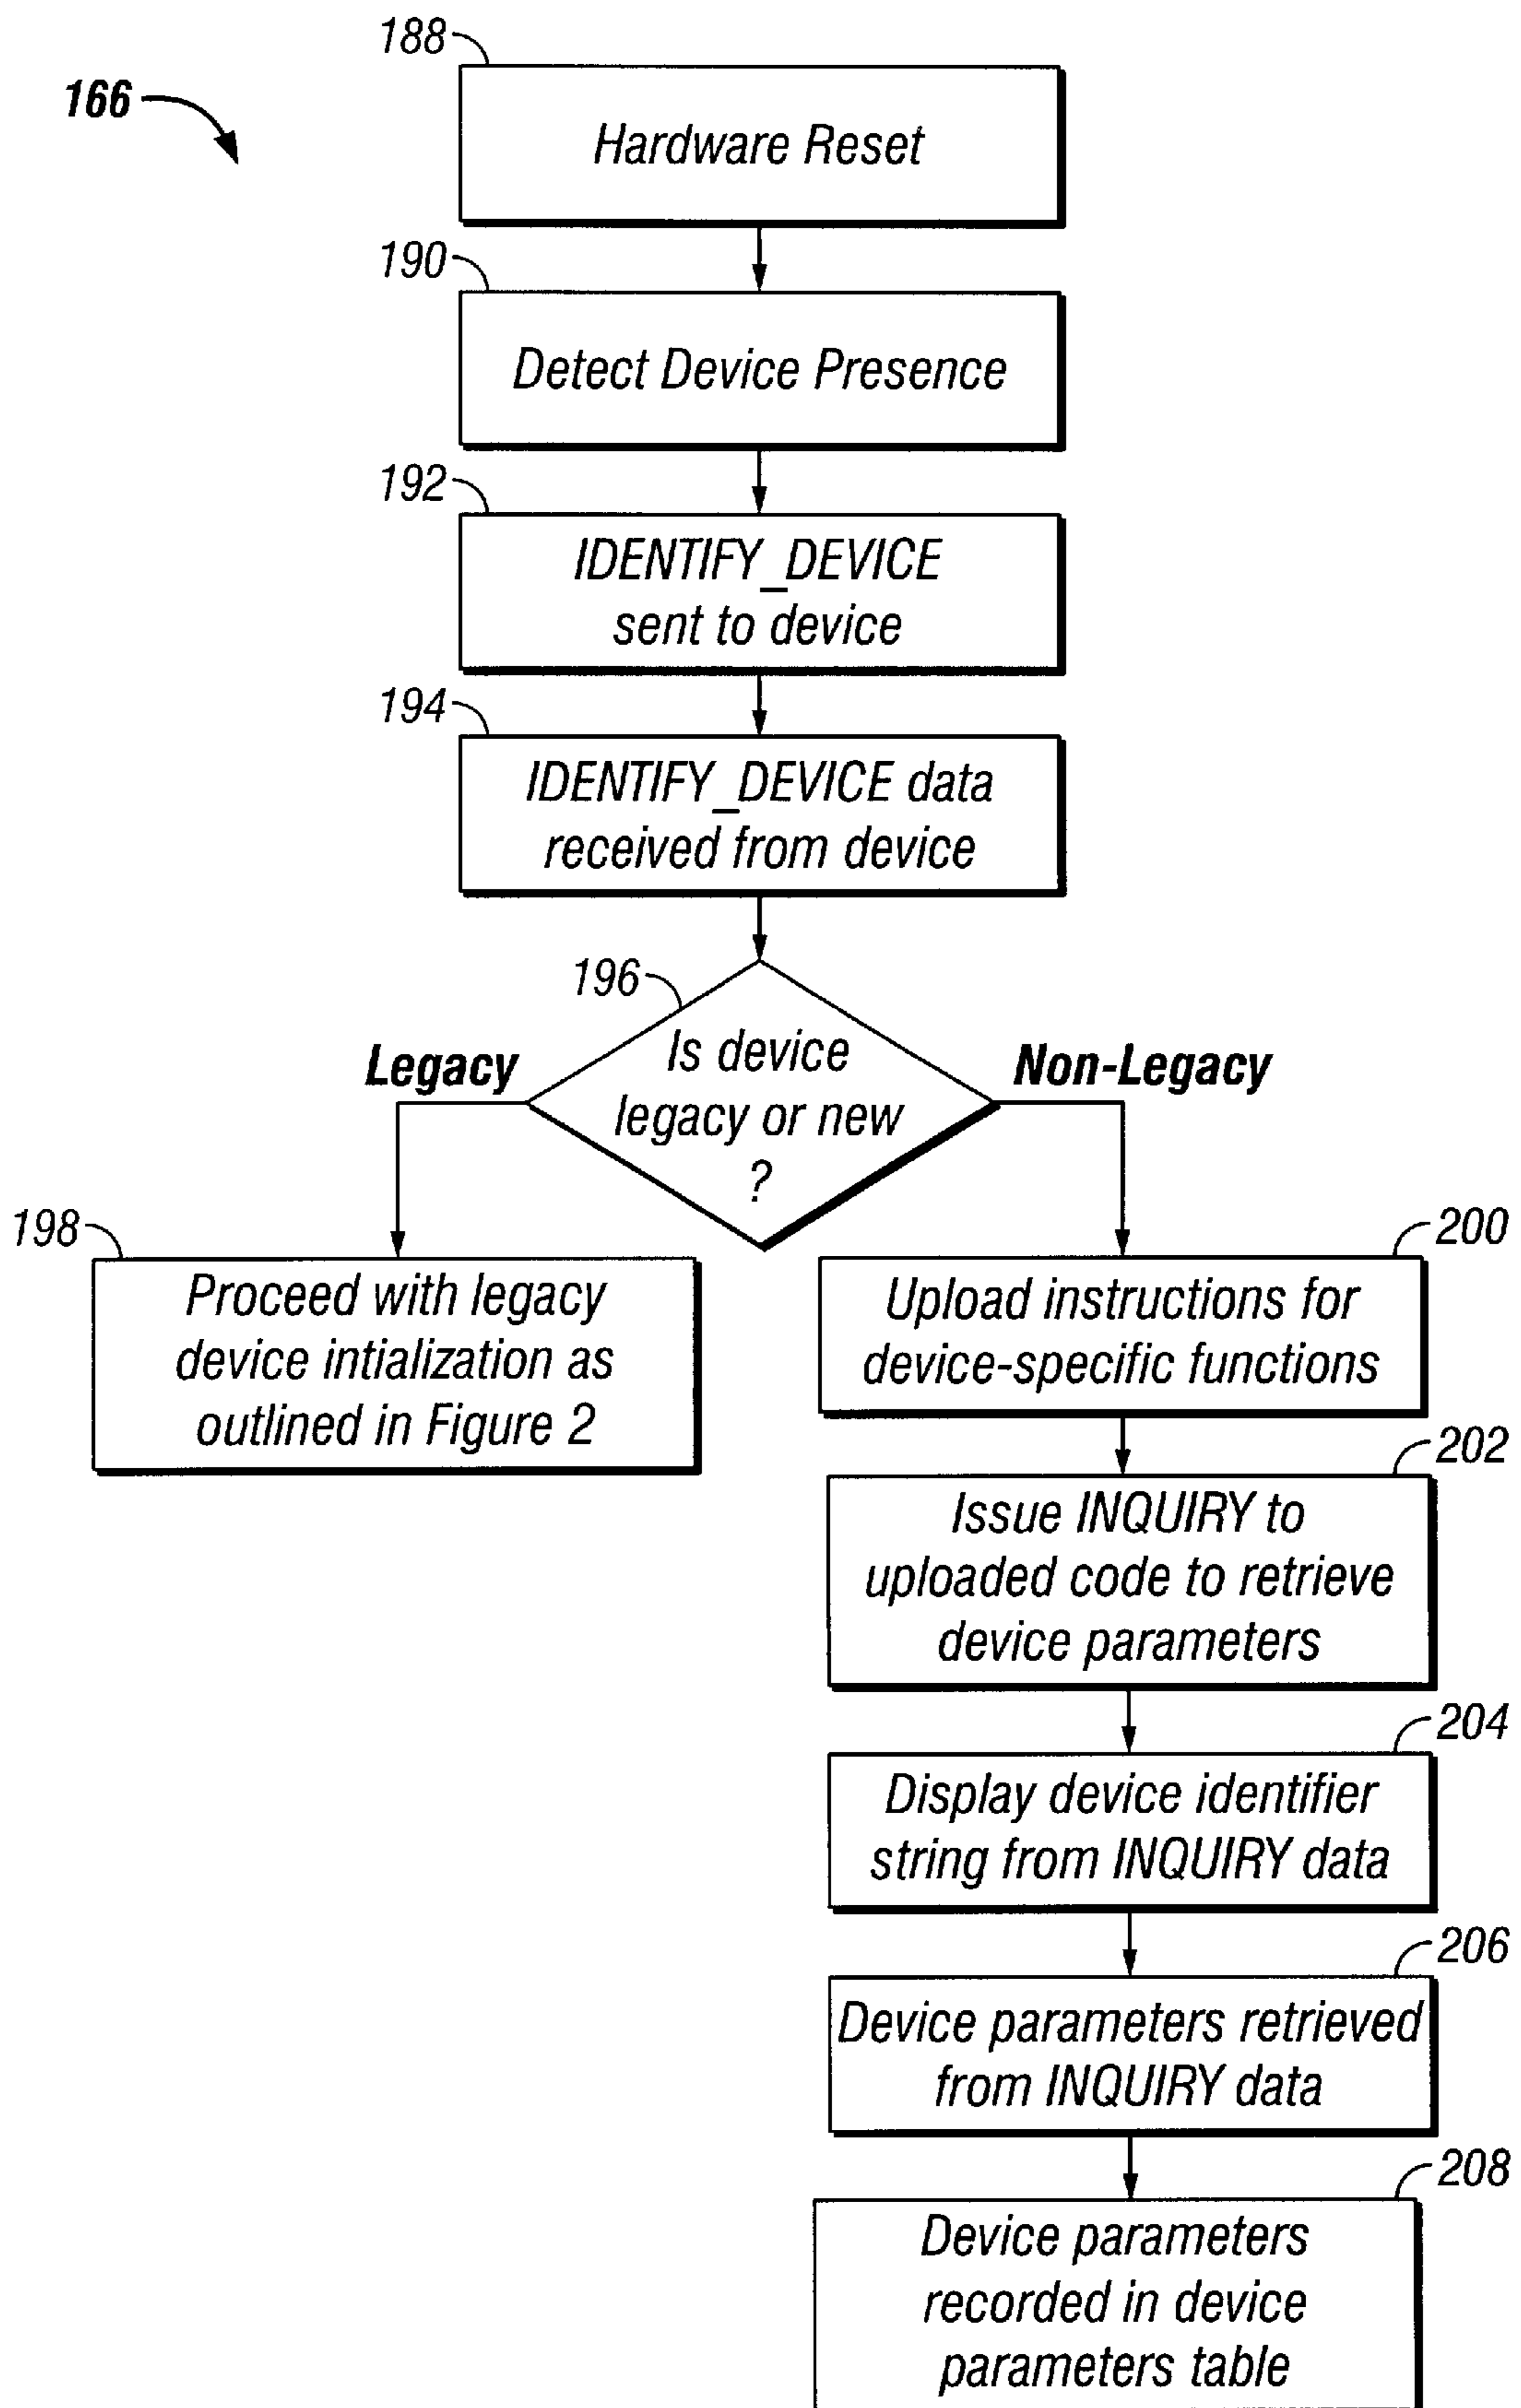 188
166
Hardware Reset
190
Detect Device Presence
192
IDENTIFY_DEVICE
sent to device
194
IDENTIFY_DEVICE data
received from device
196
Is device
legacy or new
?
Legacy
Non-Legacy
198
Proceed with legacy
device intialization as
outlined in Figure 2
200
Upload instructions for
device-specific functions
202
Issue INQUIRY to
uploaded code to retrieve
device parameters
204
Display device identifier
string from INQUIRY data
206
Device parameters retrieved
from INQUIRY data
208
Device parameters
recorded in device
parameters table